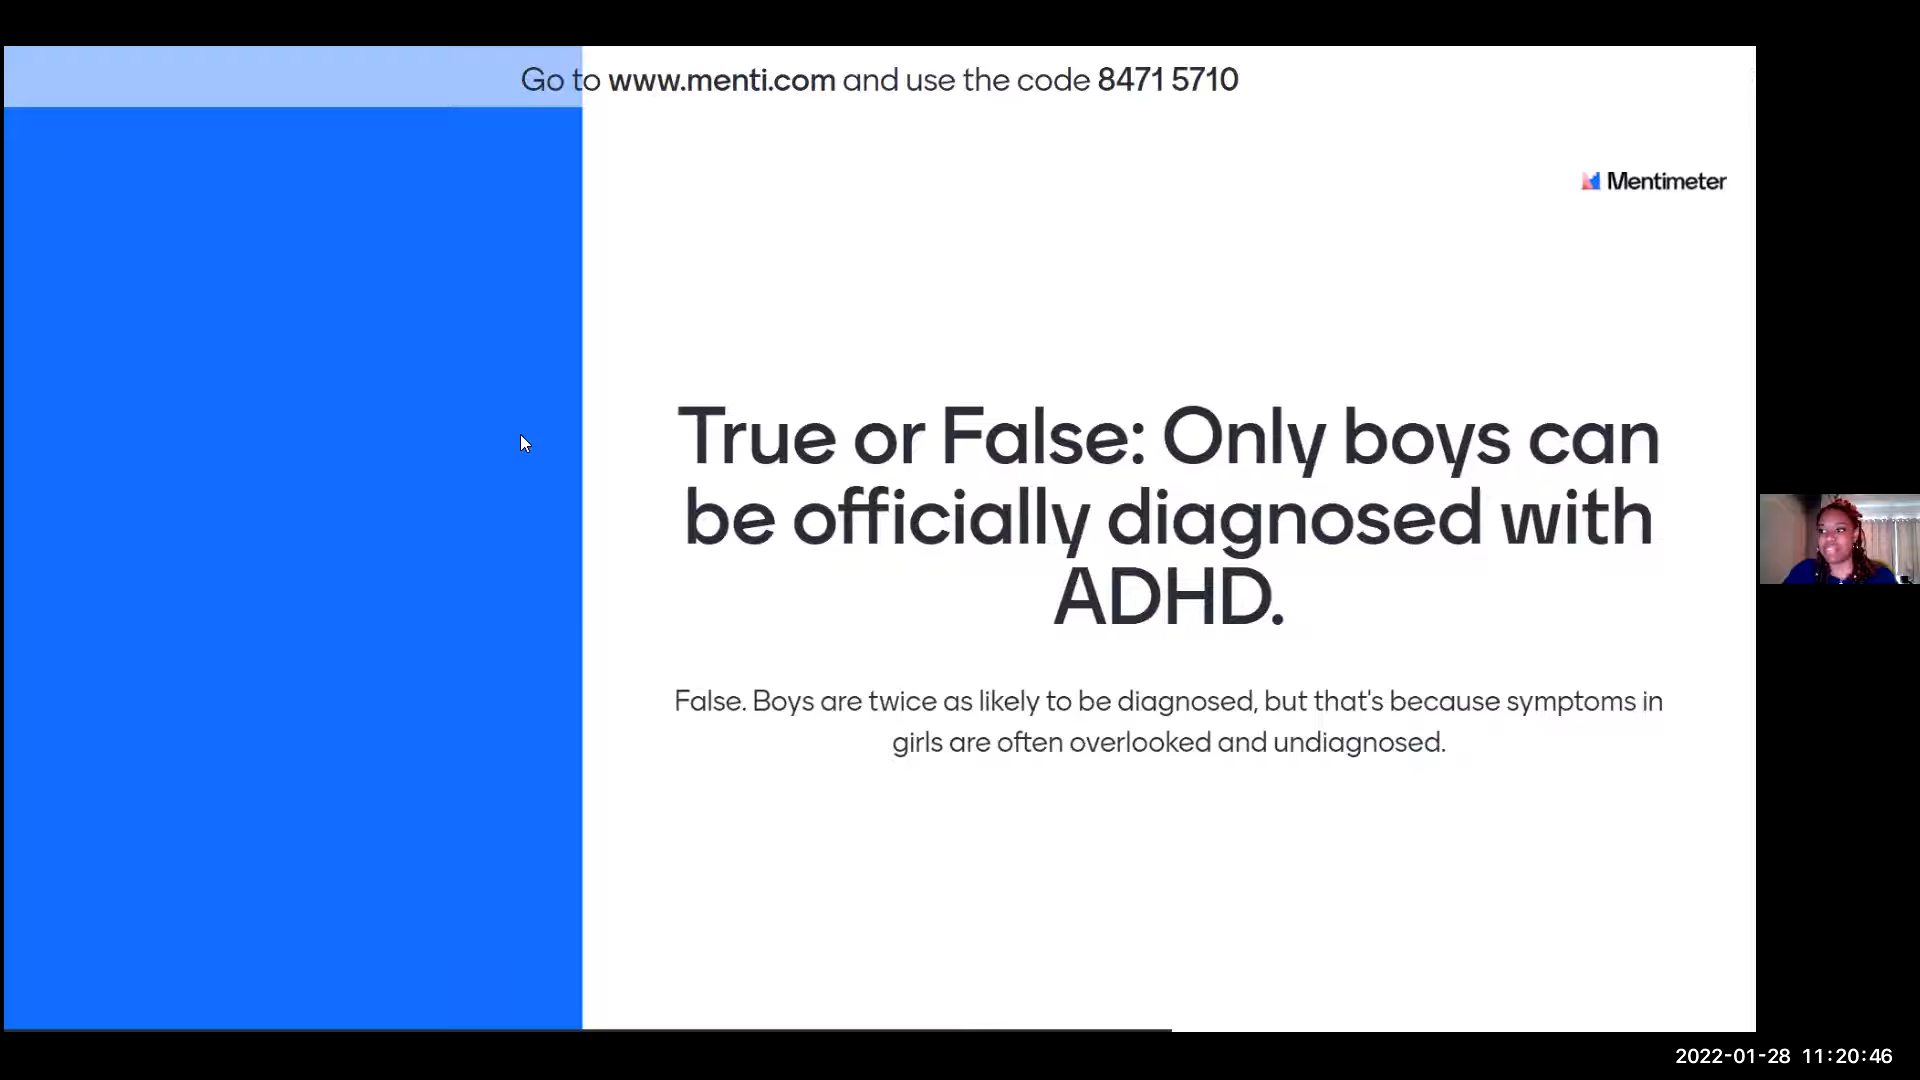 Go to www.menti.com and use the code 8471 5710
Mentimeter
True or False: Only boys can
be officially diagnosed with
ADHD.
False. Boys are twice as likely to be diagnosed, but that's because symptoms in
girls are often overlooked and undiagnosed.
2022-01-28 11:20:46